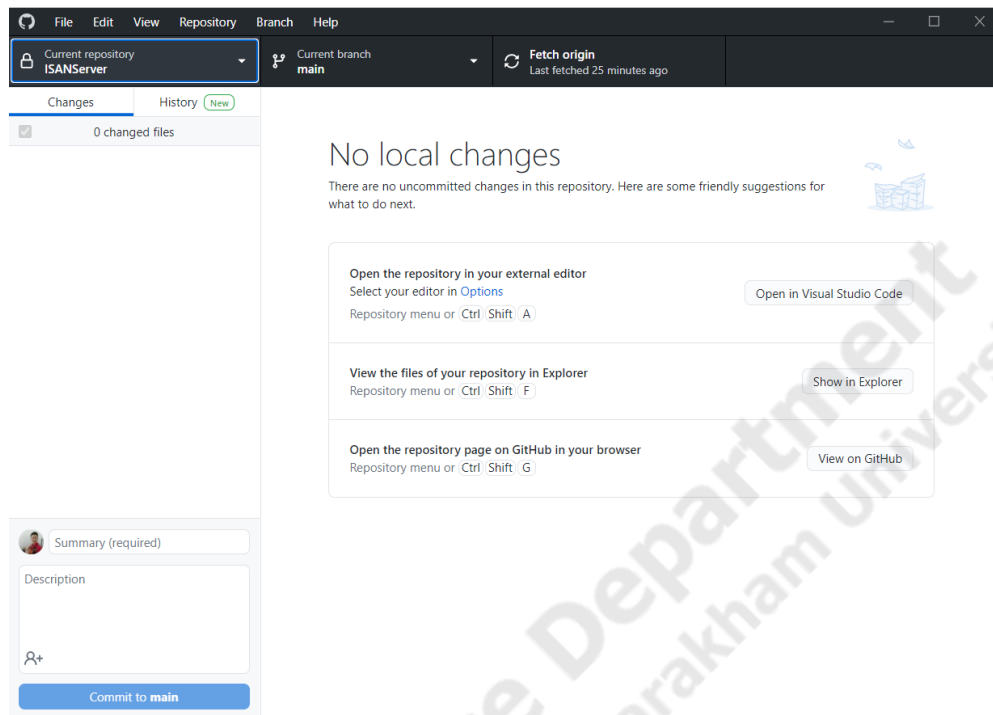 File Edit View Repository Branch Help
Current repository
ISANServer
Current branch
main
Fetch origin
Last fetched 25 minutes ago
Changes
History New
0 changed files
No local changes
There are no uncommitted changes in this repository. Here are some friendly suggestions for
what to do next.
Open the repository in your external editor
Select your editor in Options
Repository menu or Ctrl Shift A
Open in Visual Studio Code
View the files of your repository in Explorer
Repository menu or Ctrl Shift F
Show in Explorer
Open the repository page on GitHub in your browser
Repository menu or Ctrl Shift G
View on GitHub
Summary (required)
Description
Commit to main
Department